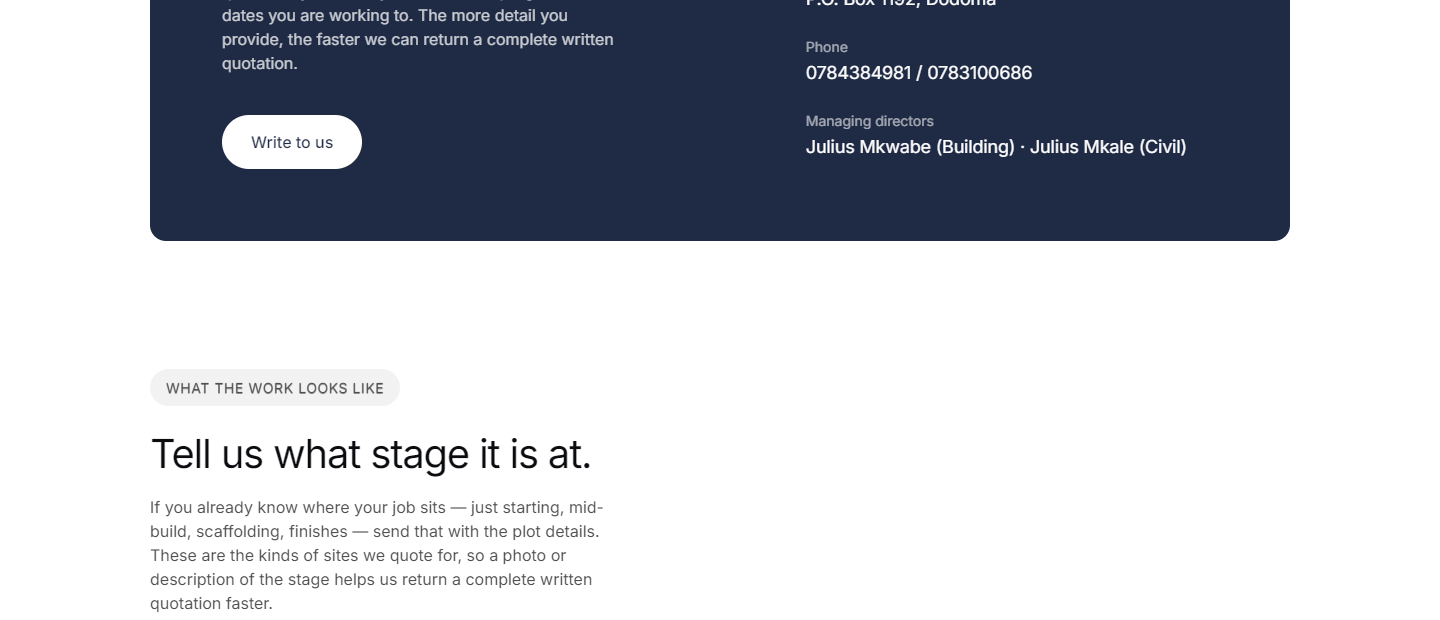 dates you are working to. The more detail you
provide, the faster we can return a complete written
quotation.
Write to us
P.O. Box 1192, Dodoma
Phone
0784384981 / 0783100686
Managing directors
Julius Mkwabe (Building) · Julius Mkale (Civil)
WHAT THE WORK LOOKS LIKE
Tell us what stage it is at.
If you already know where your job sits — just starting, mid-
build, scaffolding, finishes — send that with the plot details.
These are the kinds of sites we quote for, so a photo or
description of the stage helps us return a complete written
quotation faster.